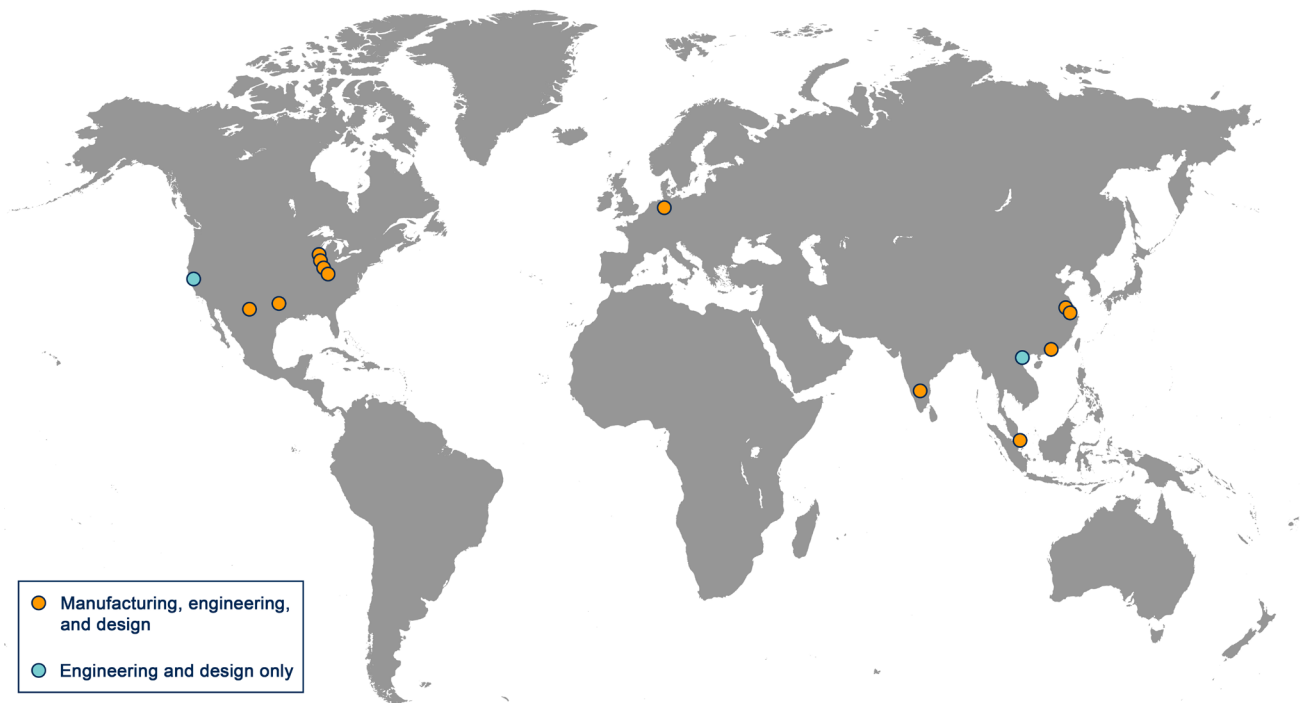 Manufacturing, engineering,
and design
Engineering and design only